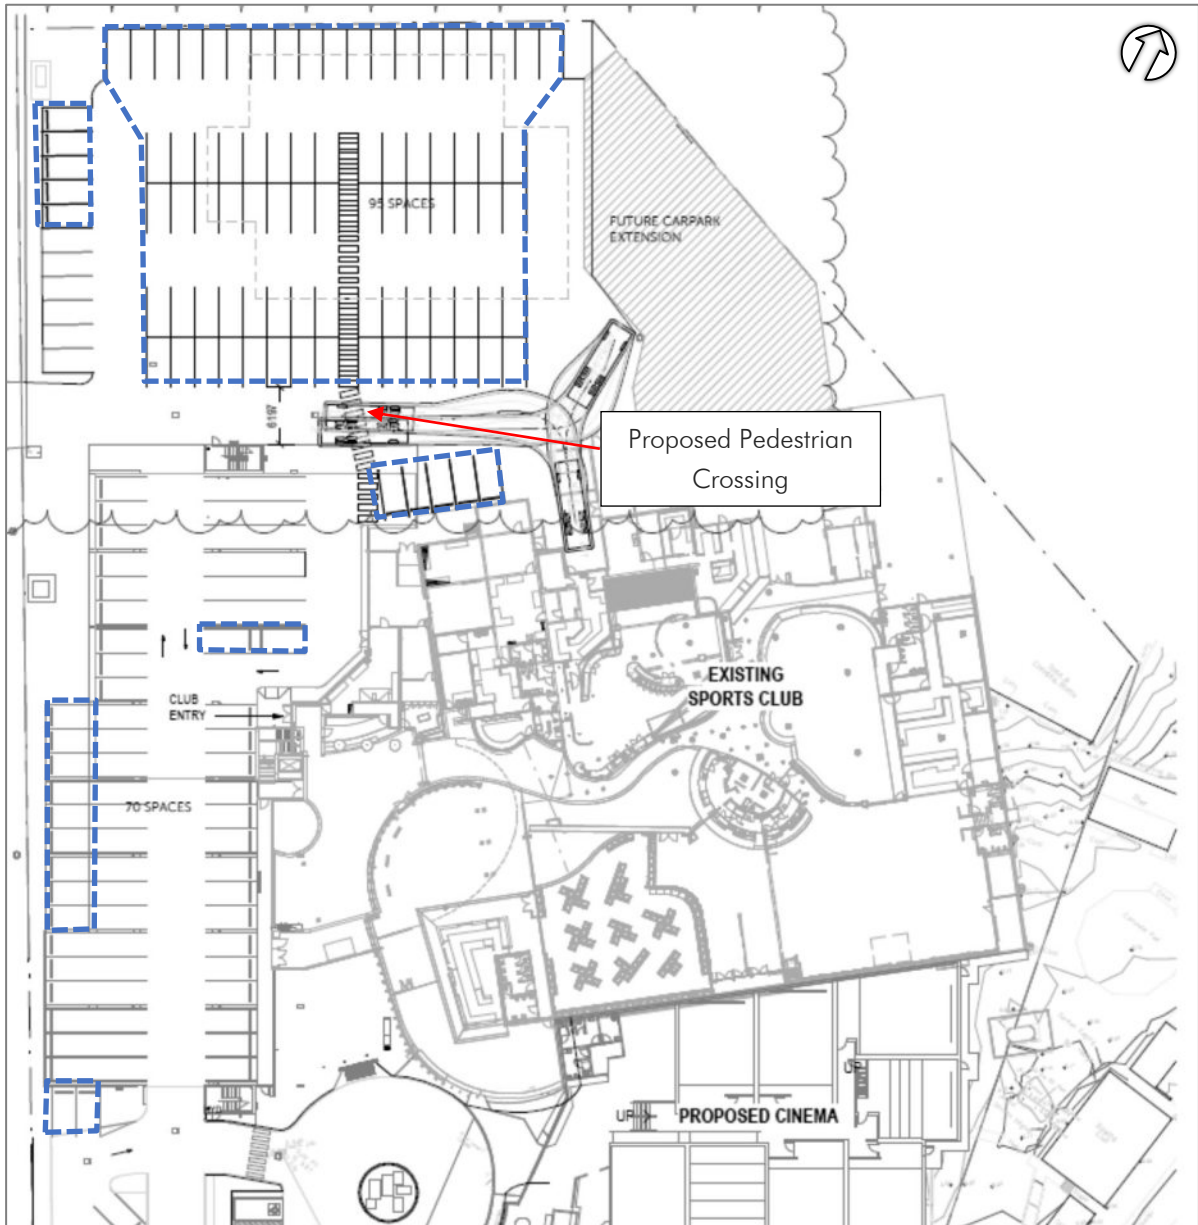 95 SPACES
FUTURE CARPARK
EXTENSION
6197
Proposed Pedestrian
Crossing
EXISTING
SPORTS CLUB
CLUB
ENTRY
70 SPACES
UP
UP
PROPOSED CINEMA